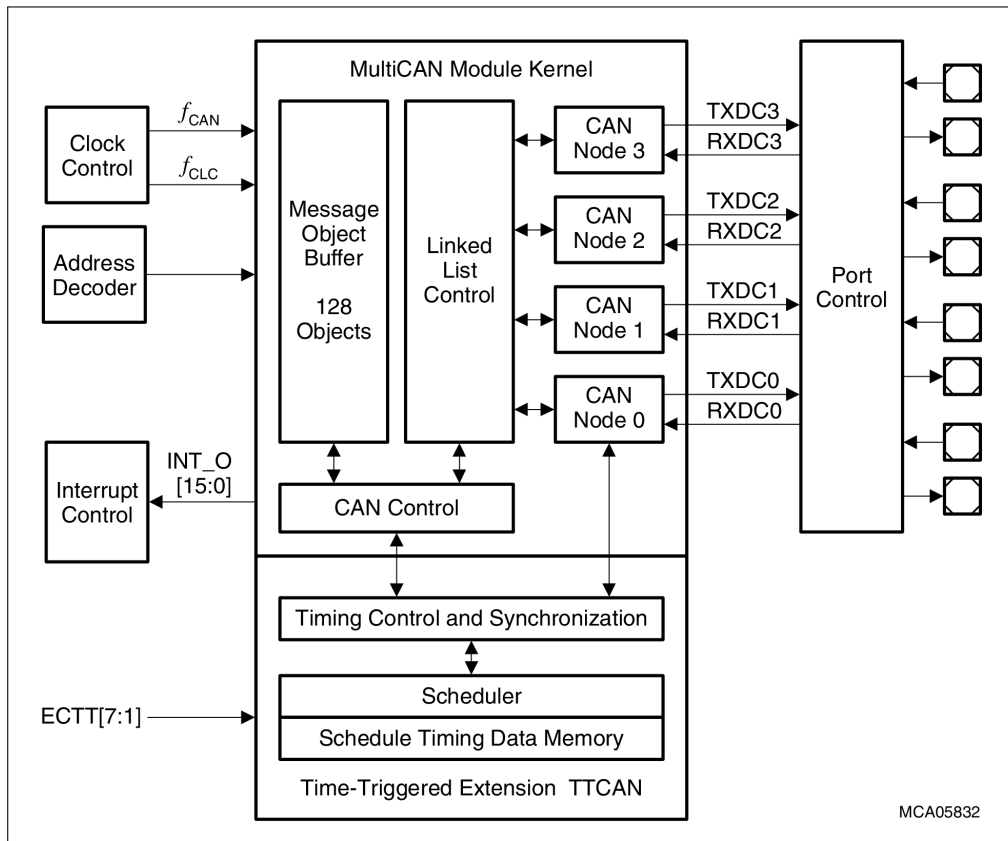 MultiCAN Module Kernel
Clock
Control
fCAN
fCLC
Address
Decoder
Message
Object
Buffer
128
Objects
Linked
List
Control
CAN
Node 3
CAN
Node 2
CAN
Node 1
CAN
Node 0
TXDC3
RXDC3
TXDC2
RXDC2
TXDC1
RXDC1
TXDC0
RXDC0
Port
Control
Interrupt
Control
INT_O
[15:0]
CAN Control
Timing Control and Synchronization
Scheduler
Schedule Timing Data Memory
ECTT[7:1]
Time-Triggered Extension TTCAN
MCA05832